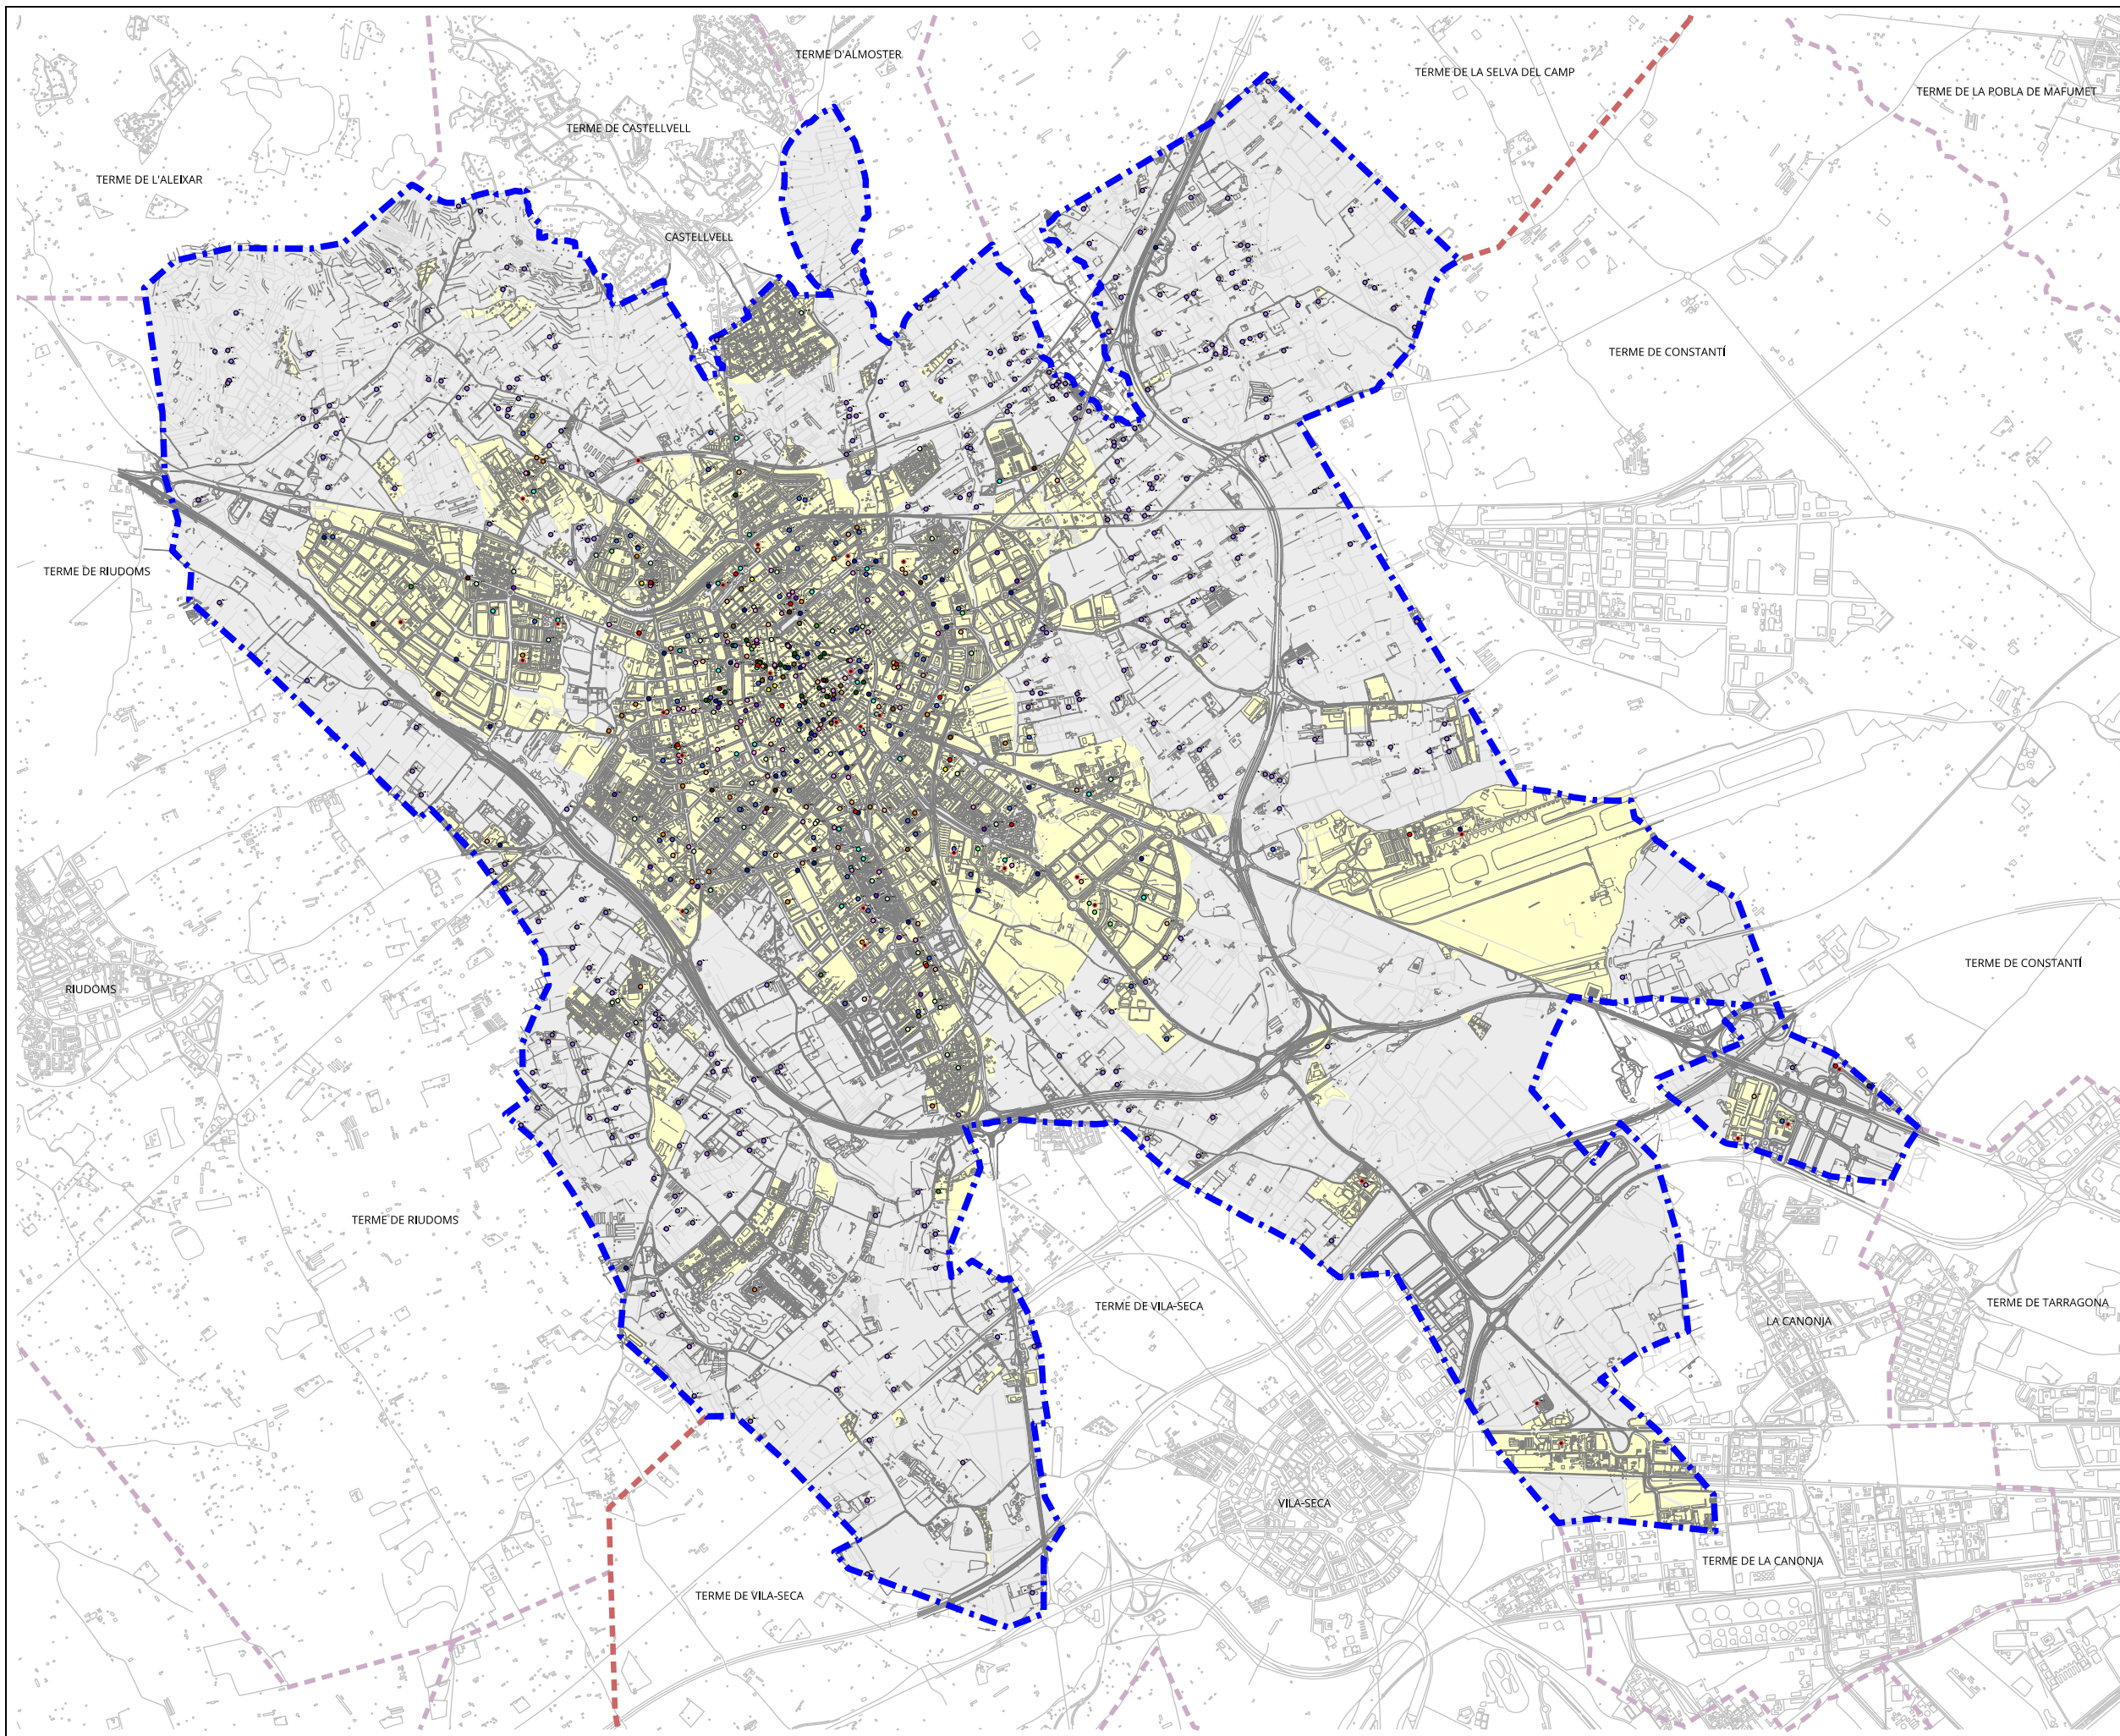 TERME D'ALMOSTER
TERME DE LA SELVA DEL CAMP
TERME DE LA POBLA DE MAFUMET
TERME DE CASTELLVELL
TERME DE L'ALEIXAR
CASTELLVELL
TERME DE CONSTANTÍ
TERME DE RIUDOMS
TERME DE CONSTANTÍ
RIUDOMS
TERME DE RIUDOMS
TERME DE VILA-SECA
TERME DE TARRAGONA
LA CANONJA
VILA-SECA
TERME DE LA CANONJA
TERME DE VILA-SECA